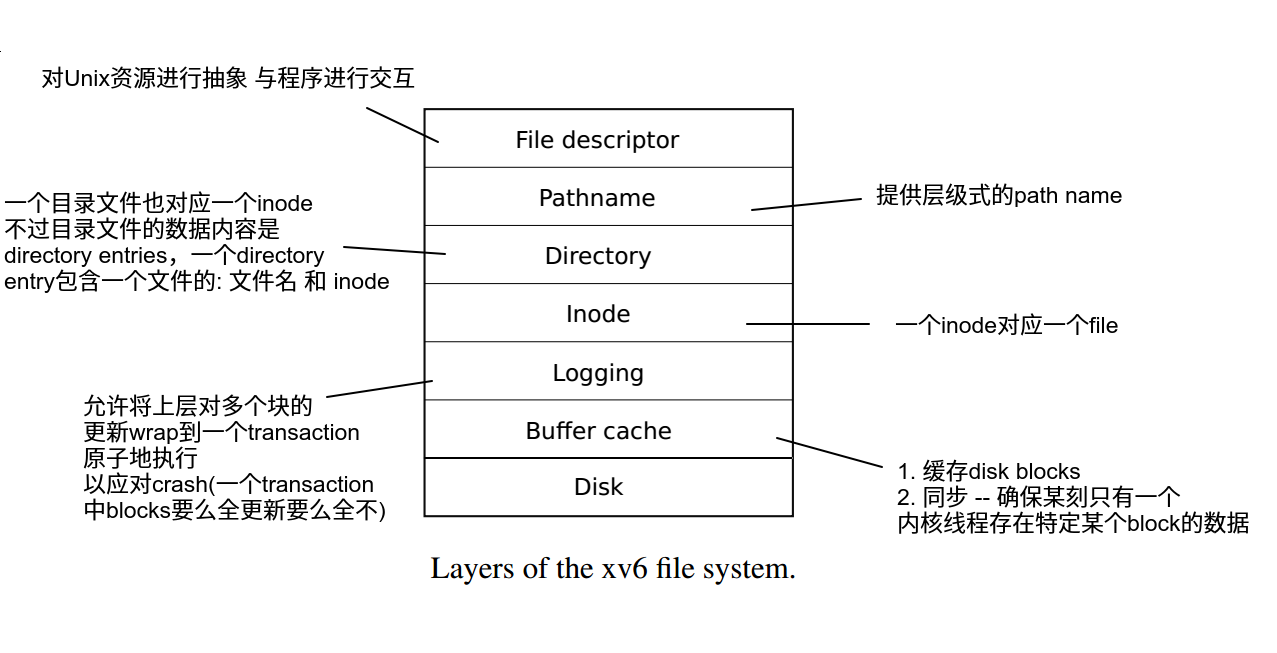 对Unix资源进行抽象 与程序进行交互
File descriptor
Pathname
提供层级式的path name
一个目录文件也对应一个inode
不过目录文件的数据内容是
directory entries，一个directory
entry包含一个文件的: 文件名 和 inode
Directory
Inode
一个inode对应一个file
Logging
允许将上层对多个块的
更新wrap到一个transaction
原子地执行
以应对crash(一个transaction
中blocks要么全更新要么全不)
Buffer cache
1. 缓存disk blocks
2. 同步 -- 确保某刻只有一个
内核线程存在特定某个block的数据
Disk
Layers of the xv6 file system.